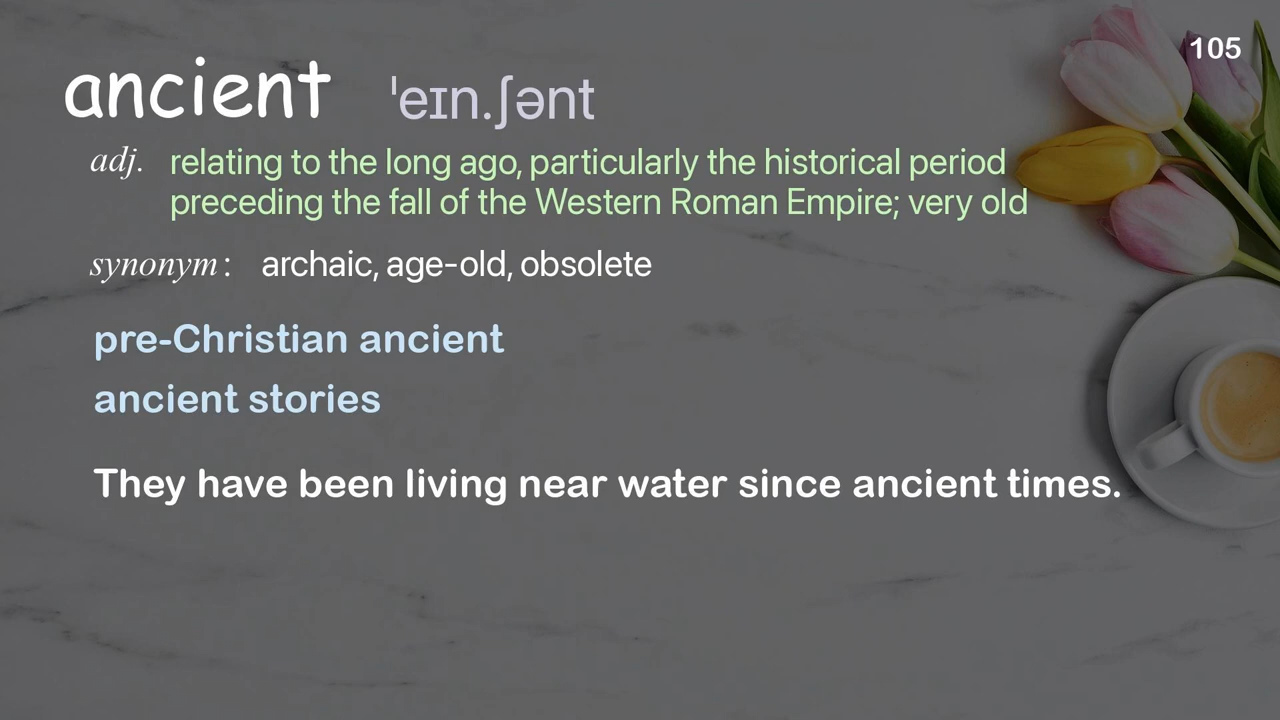 105
ancient ˈeɪn.ʃənt
adj. relating to the long ago, particularly the historical period
preceding the fall of the Western Roman Empire; very old
synonym : archaic, age-old, obsolete
pre-Christian ancient
ancient stories
They have been living near water since ancient times.